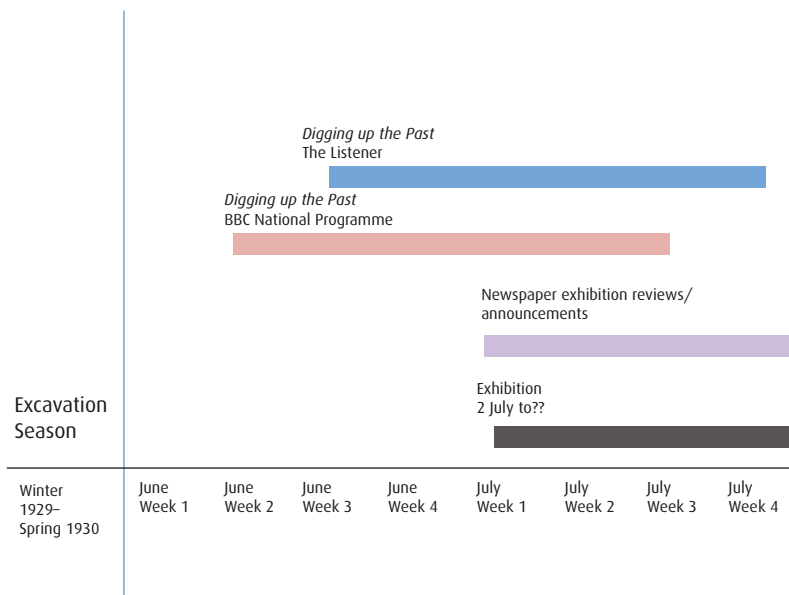 Digging up the Past
The Listener
Digging up the Past
BBC National Programme
Newspaper exhibition reviews/
announcements
Exhibition
2 July to??
Excavation
Season
Winter
1929–
Spring 1930
June
Week 1
June
Week 2
June
Week 3
June
Week 4
July
Week 1
July
Week 2
July
Week 3
July
Week 4